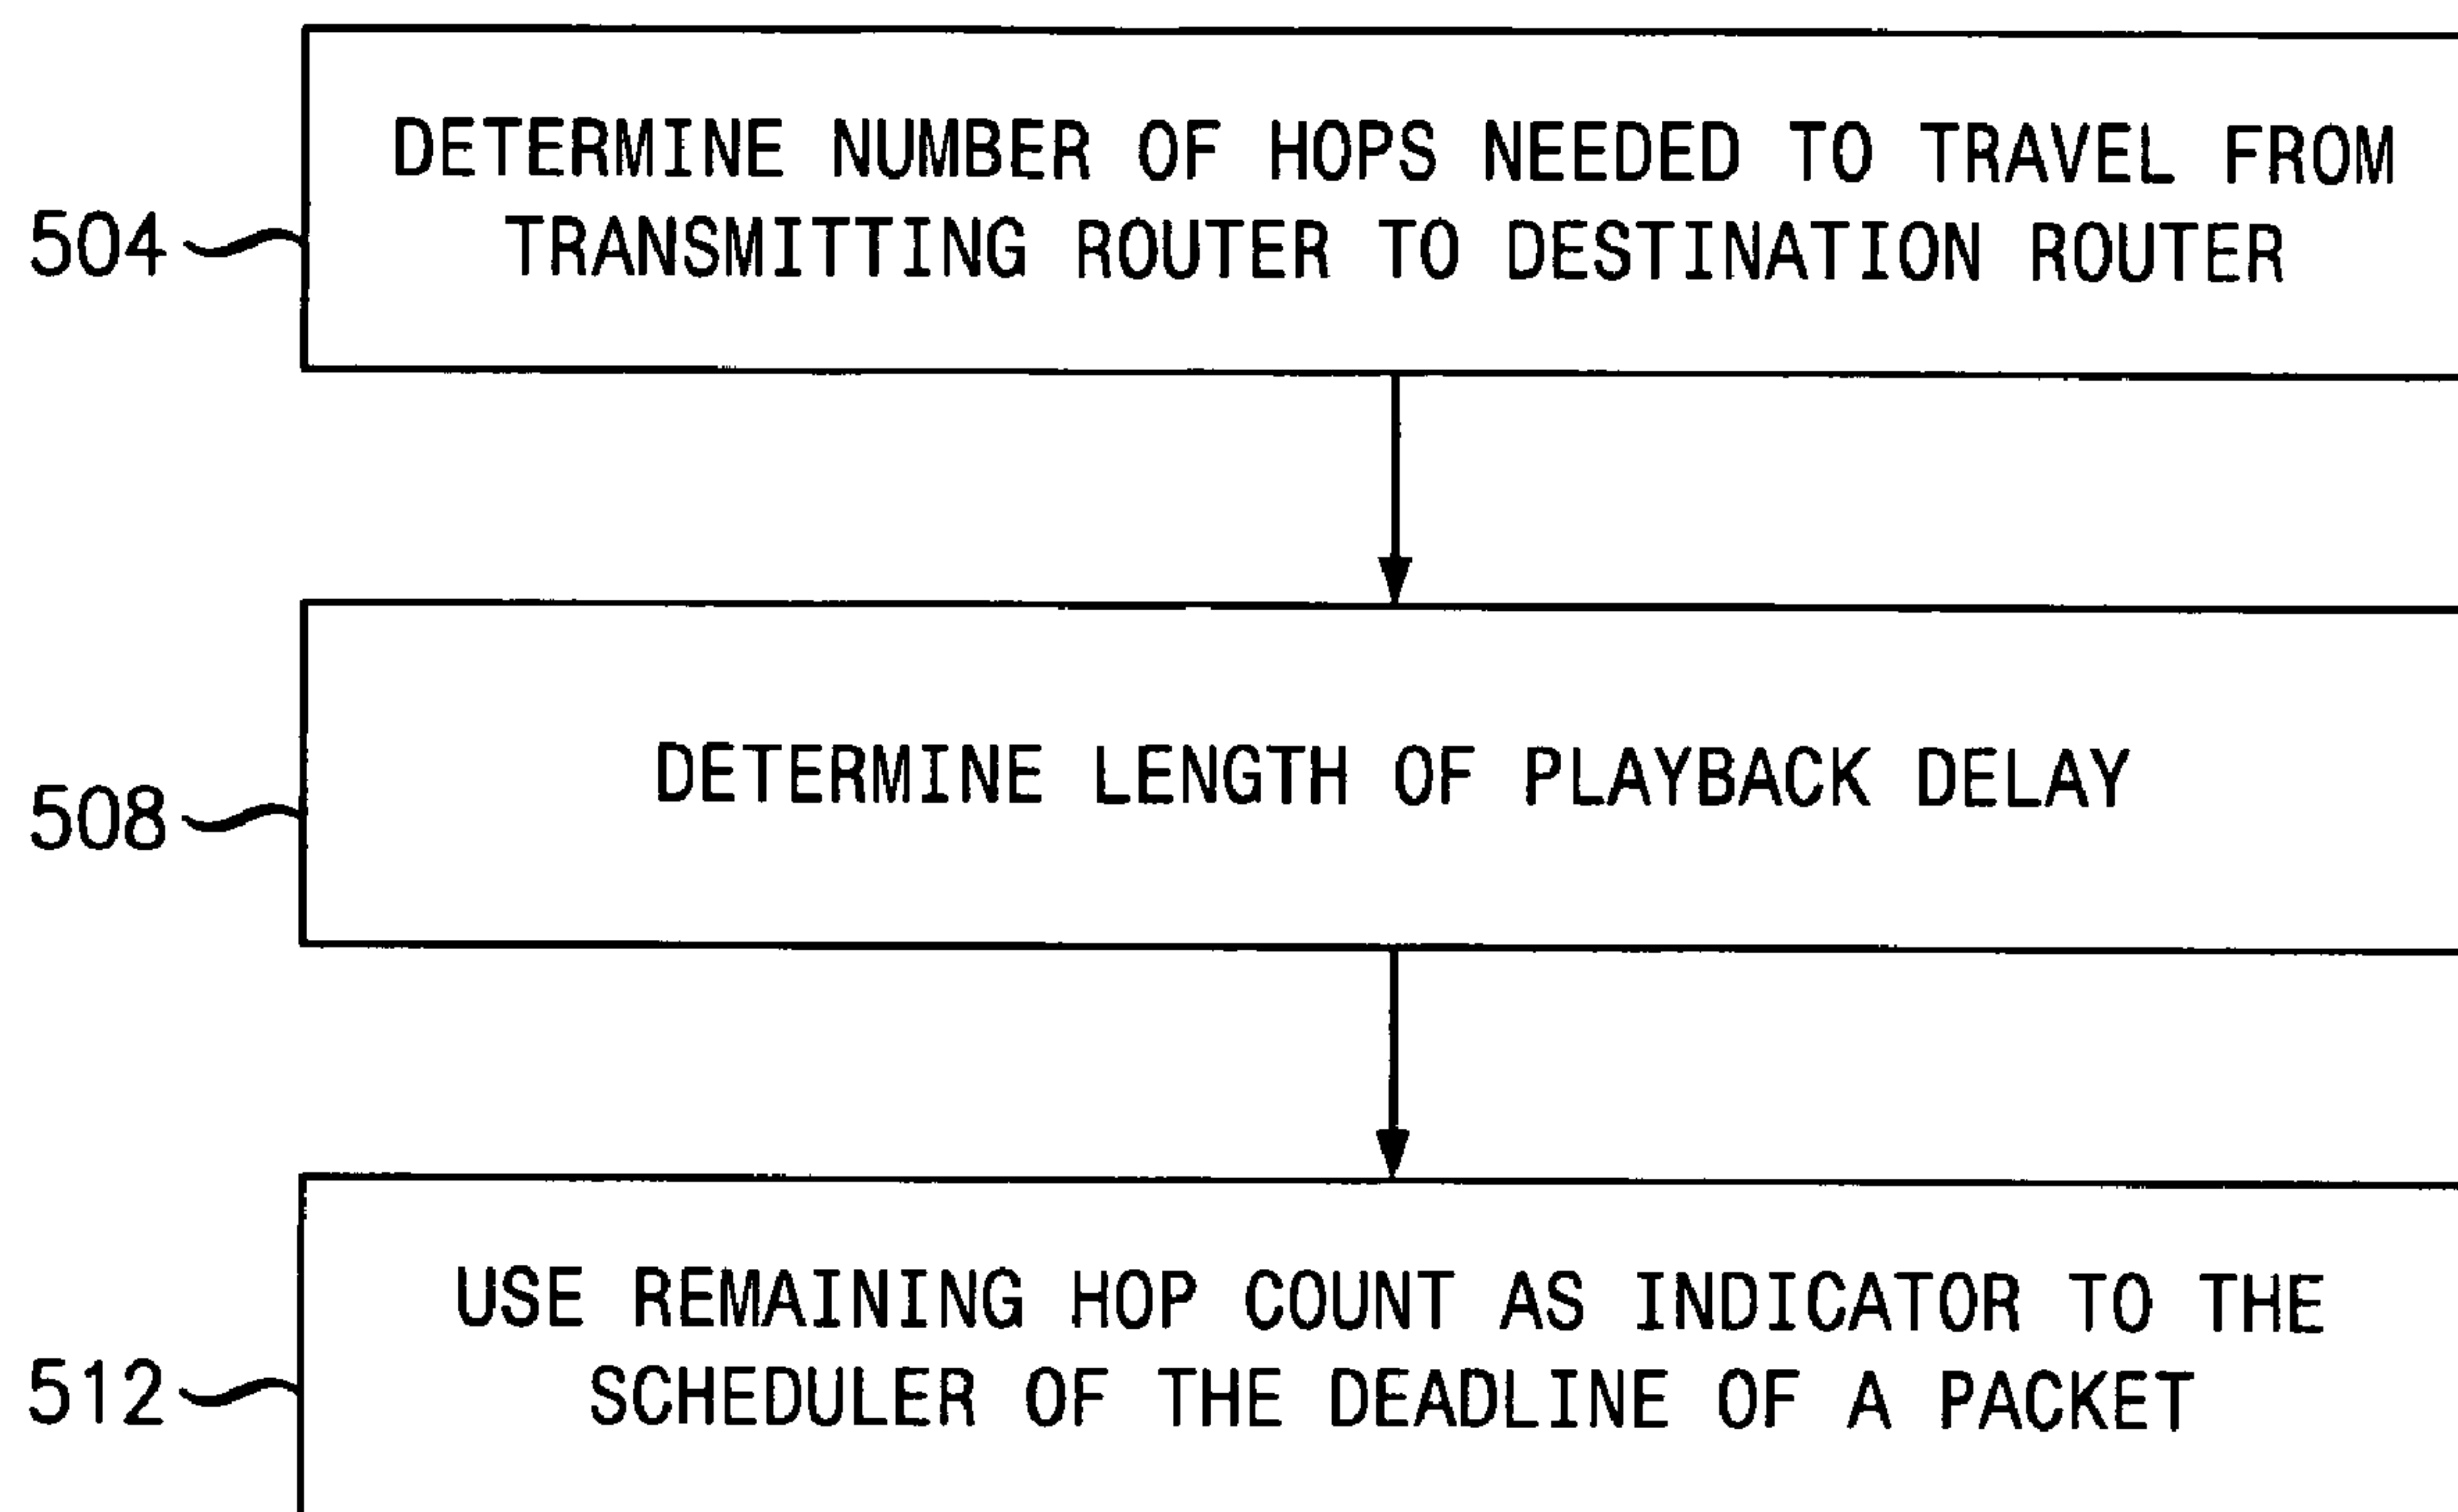 DETERMINE NUMBER OF HOPS NEEDED TO TRAVEL FROM
TRANSMITTING ROUTER TO DESTINATION ROUTER
504
DETERMINE LENGTH OF PLAYBACK DELAY
508
USE REMAINING HOP COUNT AS INDICATOR TO THE
SCHEDULER OF THE DEADLINE OF A PACKET
512